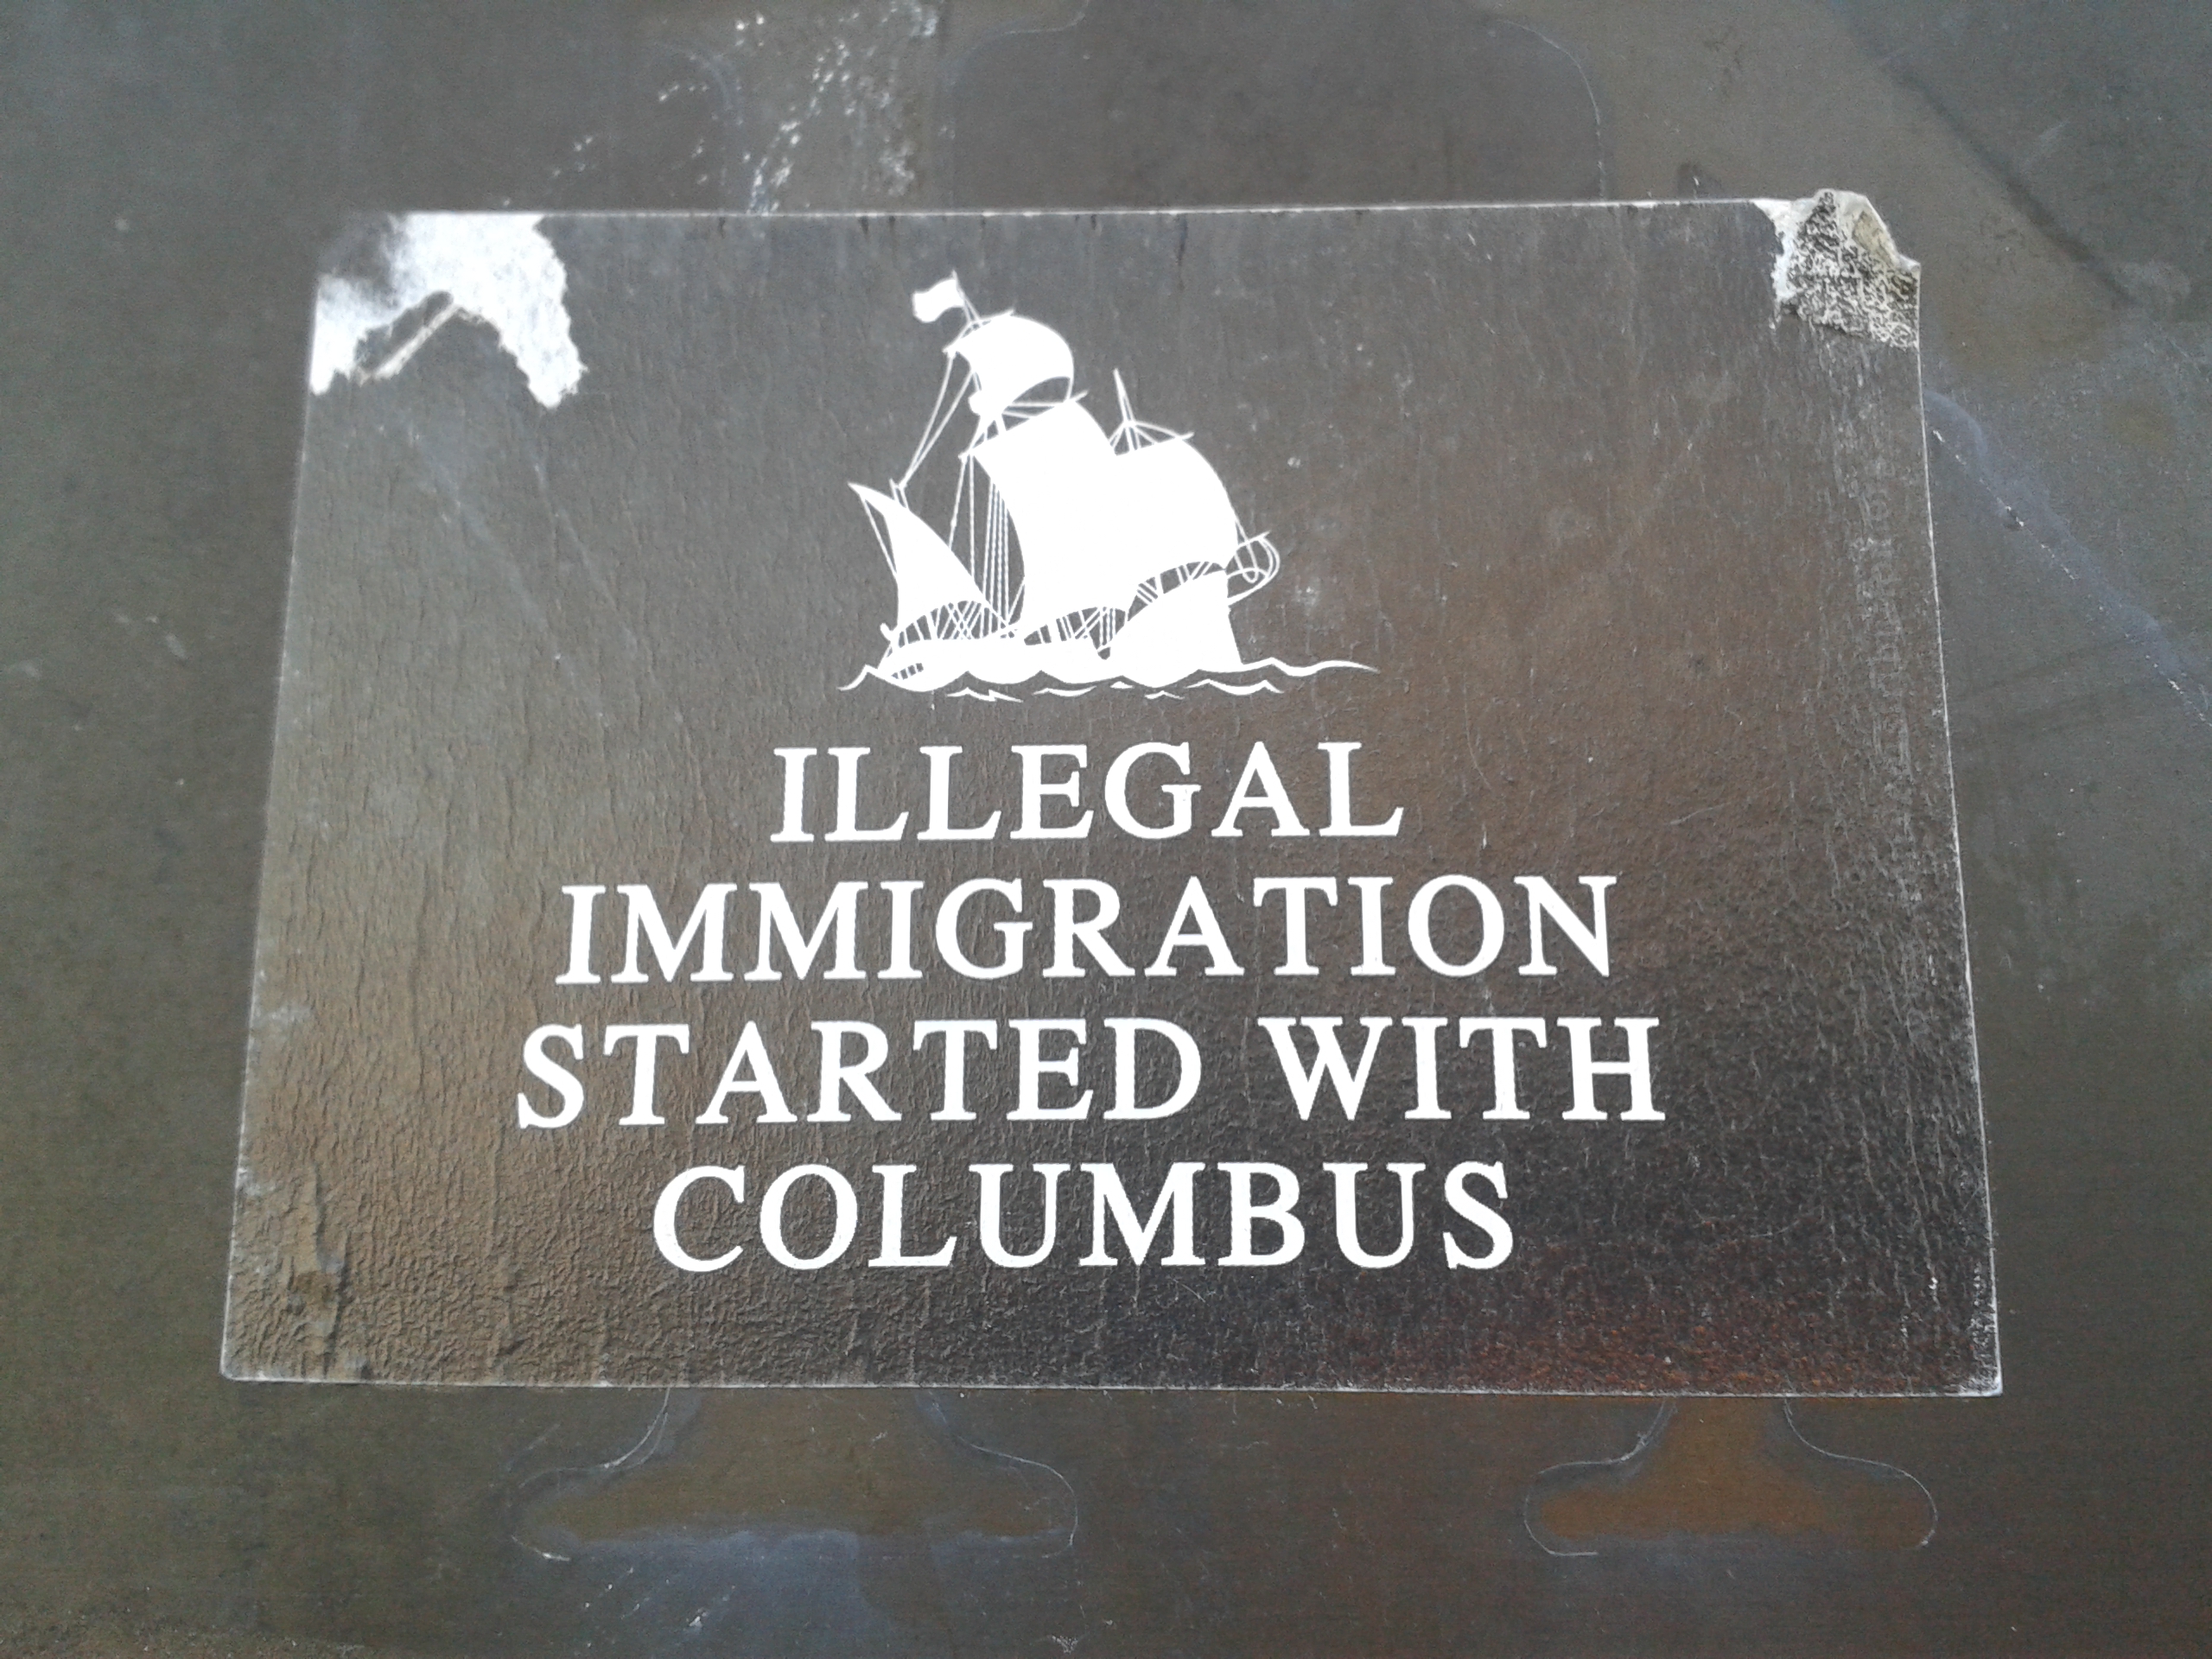 ILLEGAL
IMMIGRATION
STARTED WITH
COLUMBUS